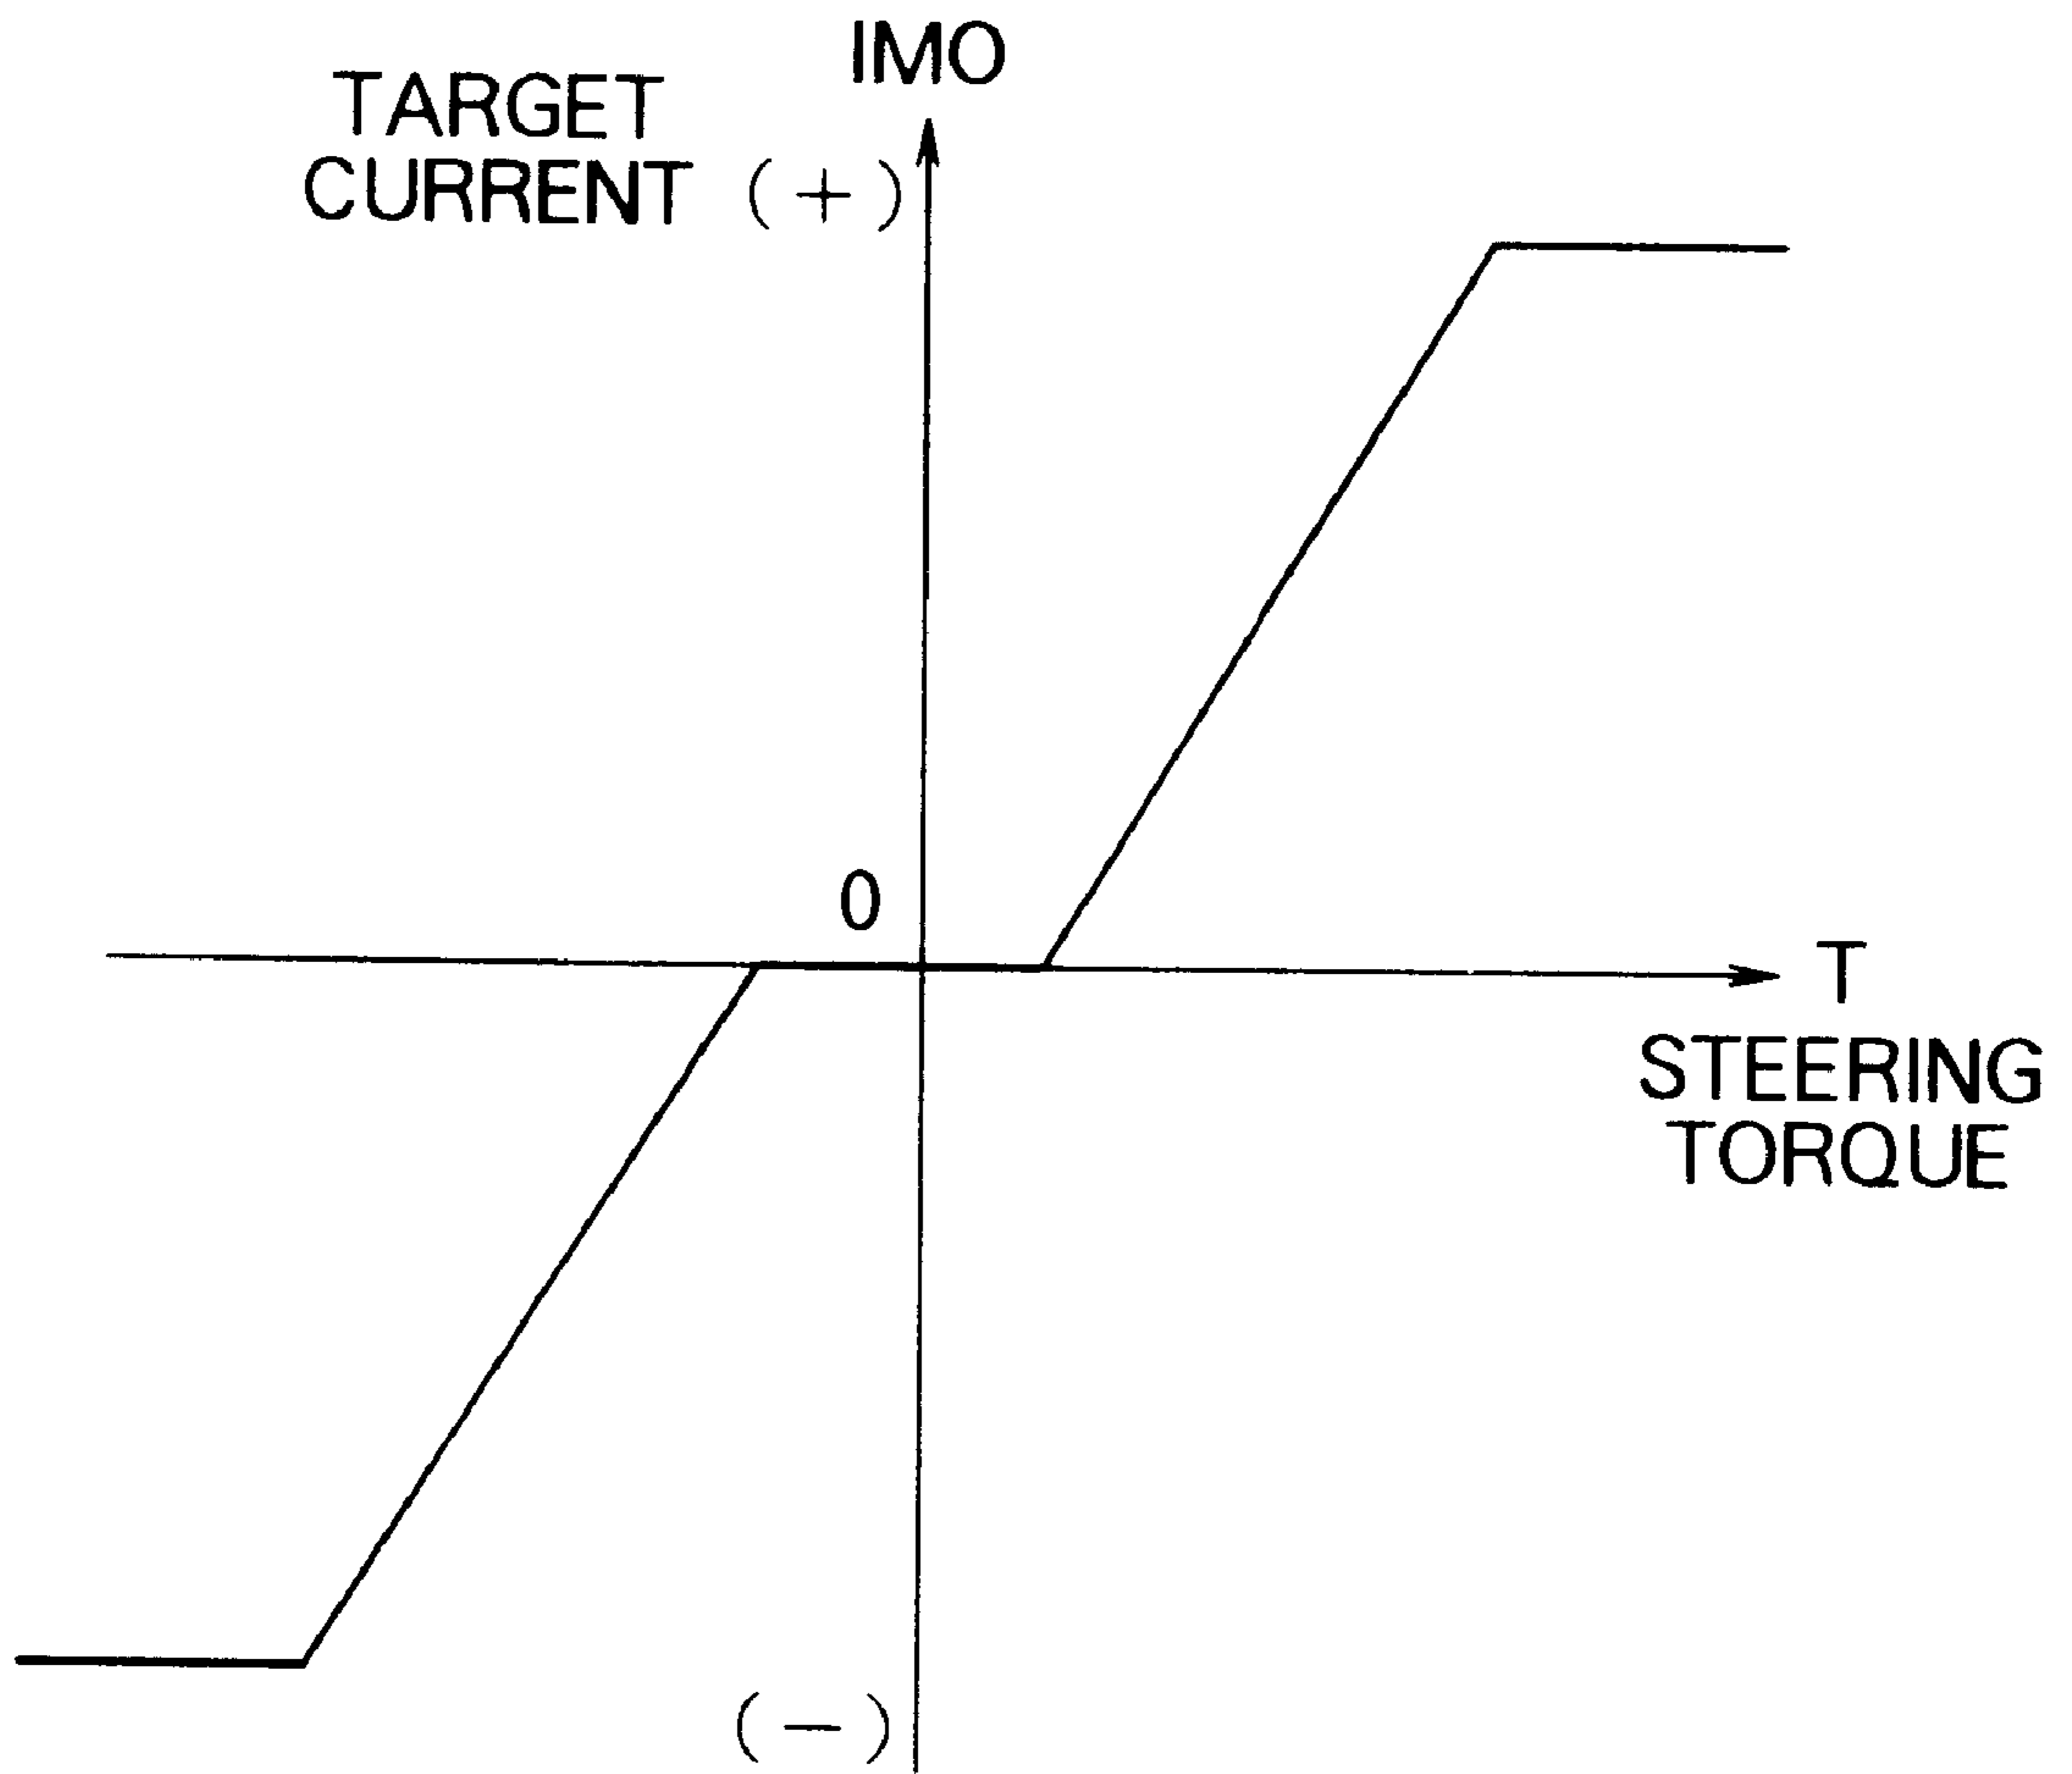 IMO
TARGET
CURRENT (+)
0
T
STEERING
TORQUE
(-)